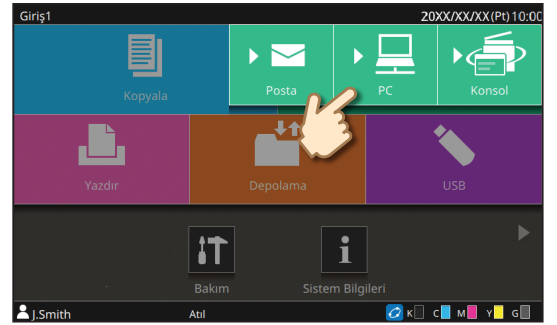 Giriş1 20XX/XX/XX(Pt)10:00
Kopyala Posta PC Konsol
Yazdır Depolama USB
Bakım Sistem Bilgileri
J.Smith Atıl K C M Y G